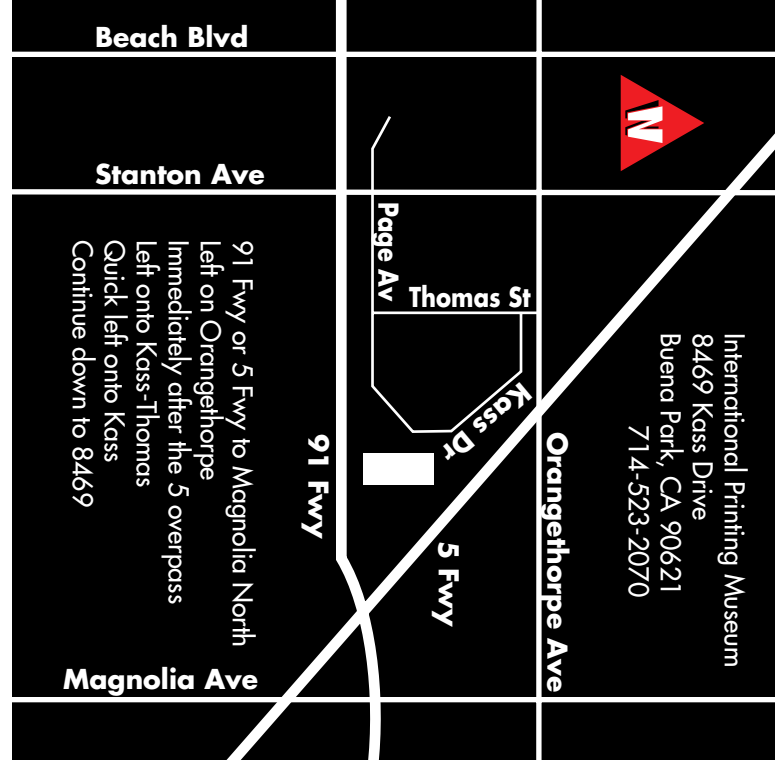 Beach Blvd
N
Stanton Ave
Page Av
Thomas St
Kass Dr
91 Fwy
5 Fwy
Orangethorpe Ave
Magnolia Ave
91 Fwy or 5 Fwy to Magnolia North
Left on Orangethorpe
Immediately after the 5 overpass
Left onto Kass-Thomas
Quick left onto Kass
Continue down to 8469
International Printing Museum
8469 Kass Drive
Buena Park, CA 90621
714-523-2070